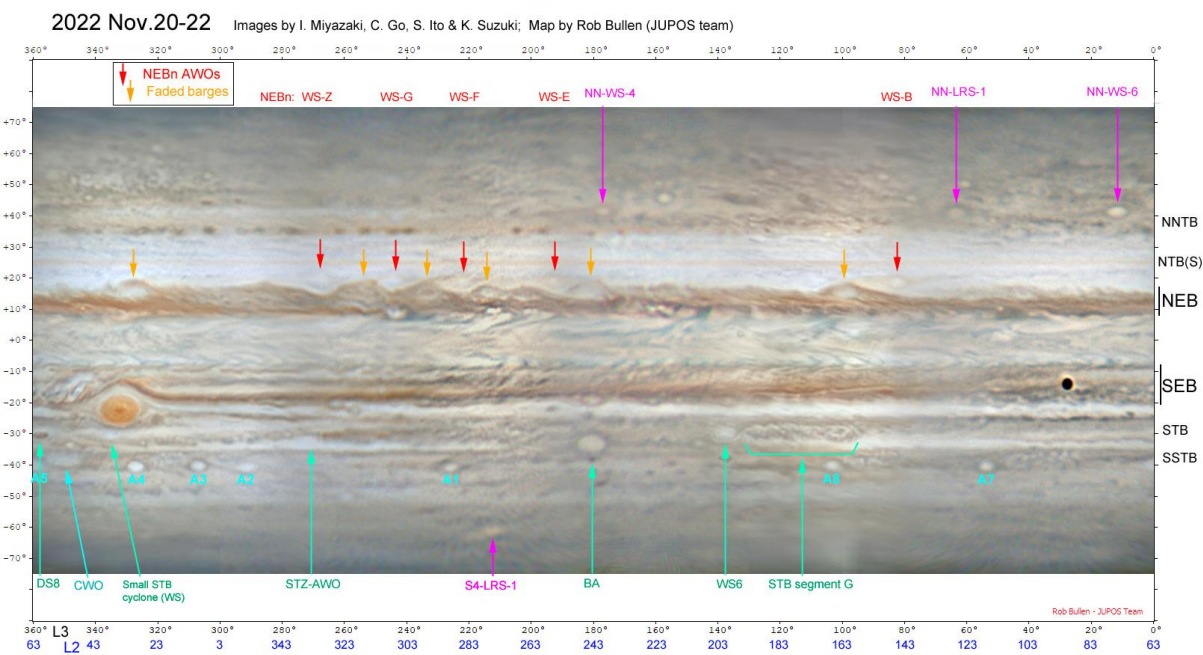 2022 Nov.20-22 Images by I. Miyazaki, C. Go, S. Ito & K. Suzuki; Map by Rob Bullen (JUPOS team)
360° 340° 320° 300° 280° 260° 240° 220° 200° 180° 160° 140° 120° 100° 80° 60° 40° 20° 0°
NEBn AWOs
Faded barges
NEBn: WS-Z WS-G WS-F WS-E NN-WS-4 WS-B NN-LRS-1 NN-WS-6
+70°
+60°
+50°
+40° NNTB
+30°
NTB(S)
+20°
NEB
+10°
+0°
-10°
SEB
-20°
STB
-30°
SSTB
-40°
A5 A4 A3 A2 A1 A8 A7
-50°
-60°
-70°
DS8 CWO Small STB cyclone (WS) STZ-AWO S4-LRS-1 BA WS6 STB segment G
Rob Bullen - JUPOS Team
360° L3 340° 320° 300° 280° 260° 240° 220° 200° 180° 160° 140° 120° 100° 80° 60° 40° 20° 0°
63 L2 43 23 3 343 323 303 283 263 243 223 203 183 163 143 123 103 83 63